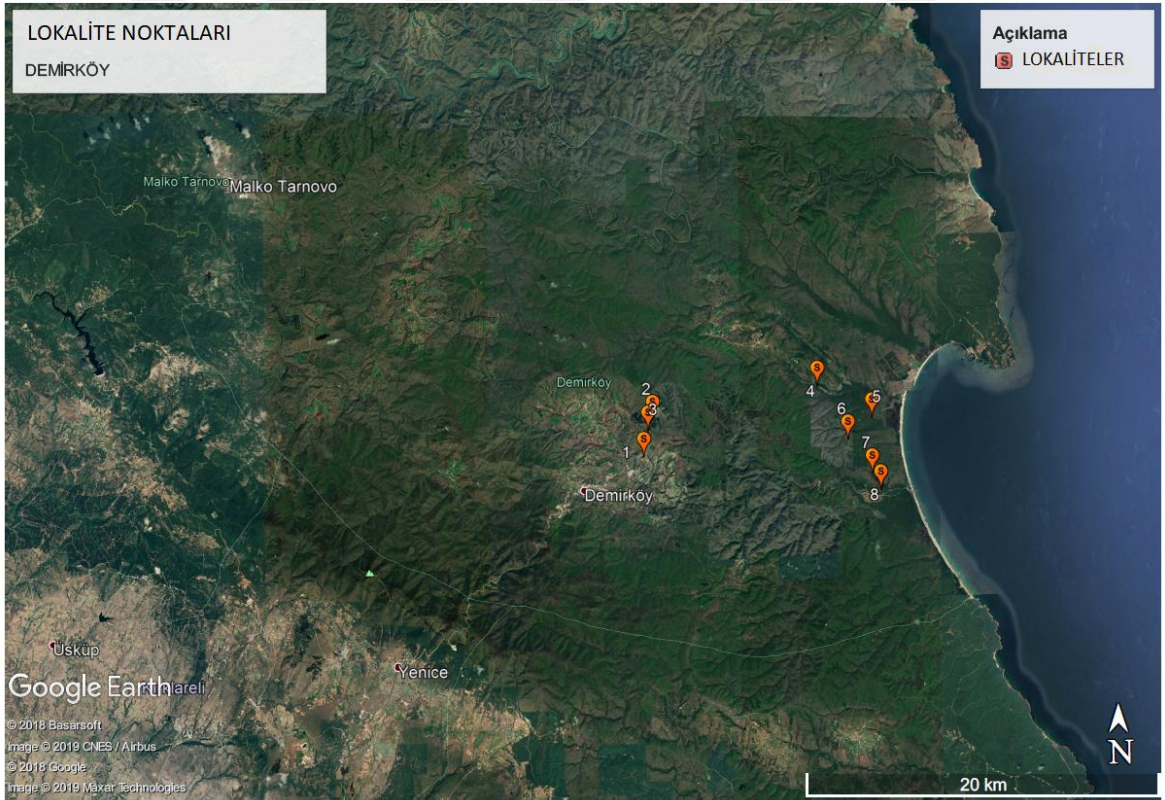 LOKALİTE NOKTALARI
DEMİRKÖY
Açıklama
S LOKALİTELER
Malko Tarnovo
Malko Tarnovo
Demirköy
S
4
2
S
3
S
5
S
6
S
S
1
S
7
S
8
Demirköy
Üsküp
Yenice
Google Earth
Kırklareli
© 2018 Basarsoft
Image © 2019 CNES / Airbus
© 2018 Google
Image © 2019 Maxar Technologies
N
20 km